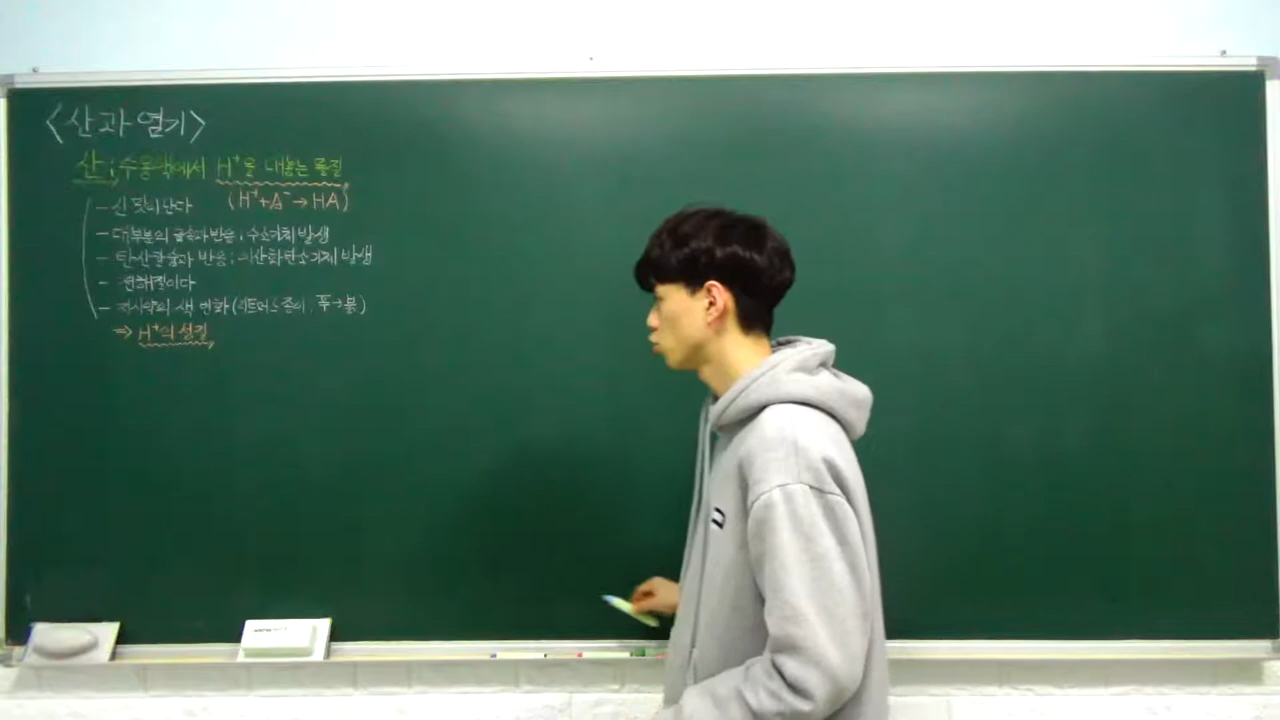 <산과 염기>
산 : 수용액에서 H⁺을 내놓는 물질
(H⁺+A⁻→HA)
- 신 맛이 난다
- 대부분의 금속과 반응 : 수소기체 발생
- 탄산칼슘과 반응 : 이산화탄소기체 발생
- 전해질이다
- 지시약의 색 변화 (리트머스 종이, 푸→붉)
⇒ H⁺의 성질